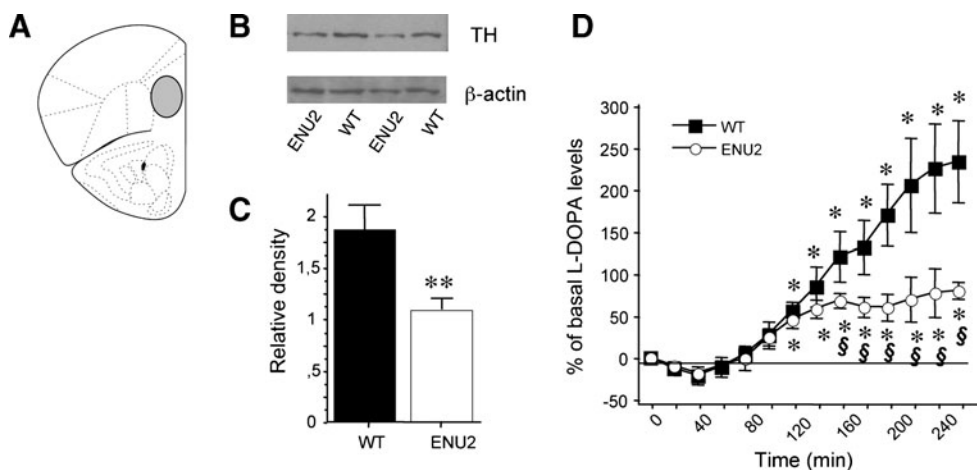 A
B
TH
β-actin
ENU2 WT ENU2 WT
C
Relative density
2
1,5
1
,5
0
**
WT ENU2
D
WT
ENU2
% of basal L-DOPA levels
300
250
200
150
100
50
0
-50
* * * * * * * *
* * * * * * * *
§ § § § § §
0 40 80 120 160 200 240
Time (min)